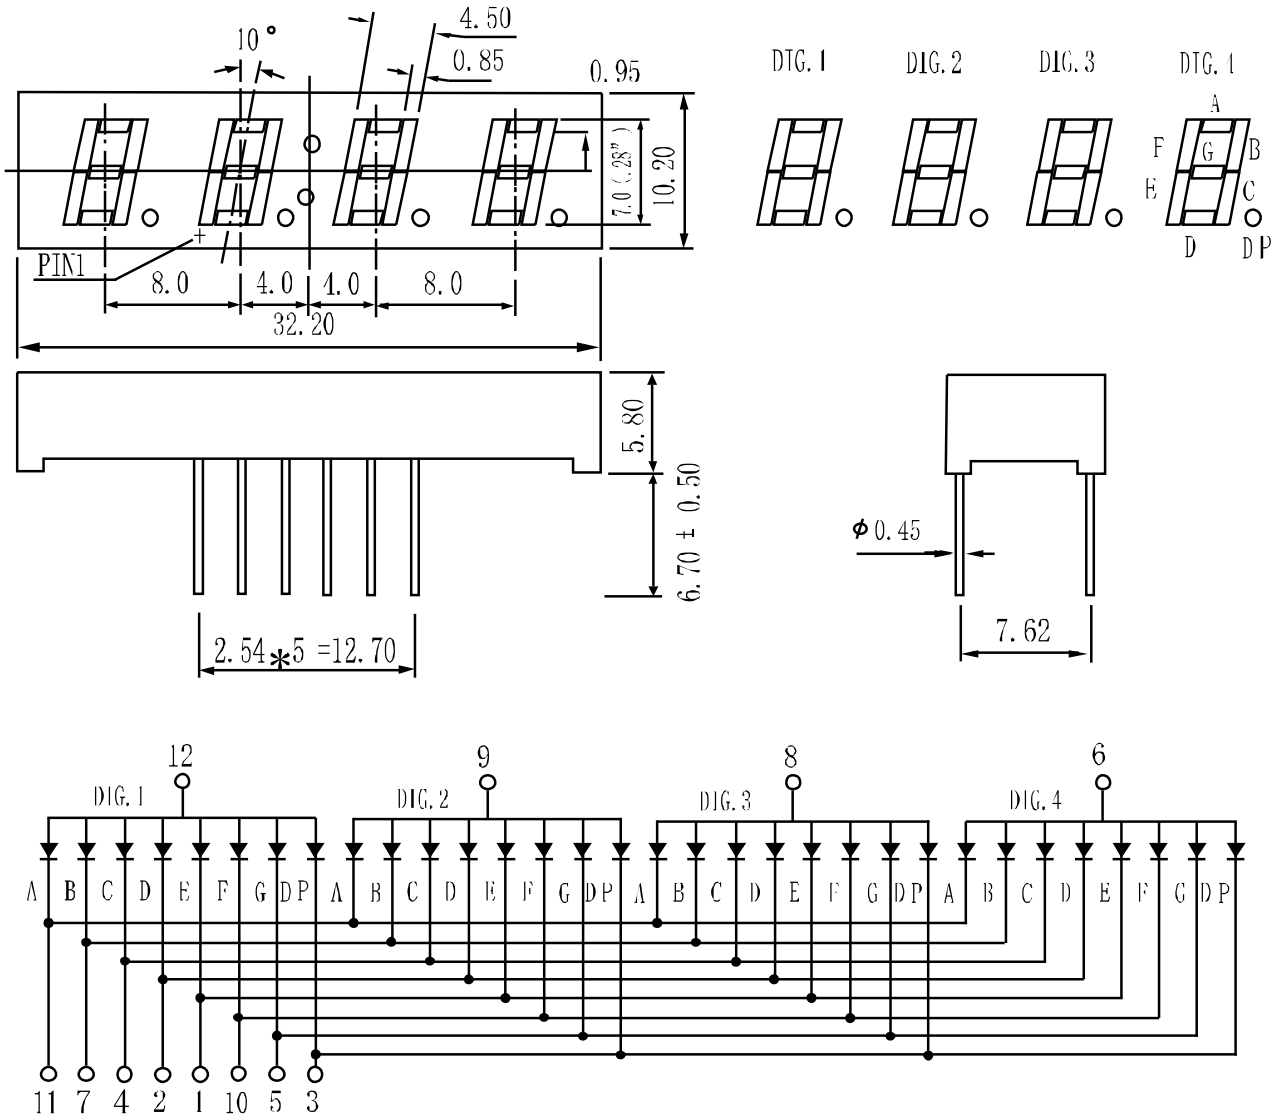 10°
4.50
0.85
0.95
7.0 (.28")
10.20
PIN1
8.0 4.0 4.0 8.0
32.20
DIG.1 DIG.2 DIG.3 DIG.4
A
F G B
E C
D DP
5.80
6.70 ± 0.50
2.54*5 =12.70
ϕ0.45
7.62
12 9 8 6
DIG.1 DIG.2 DIG.3 DIG.4
A B C D E F G DP A B C D E F G DP A B C D E F G DP A B C D E F G DP
11 7 4 2 1 10 5 3